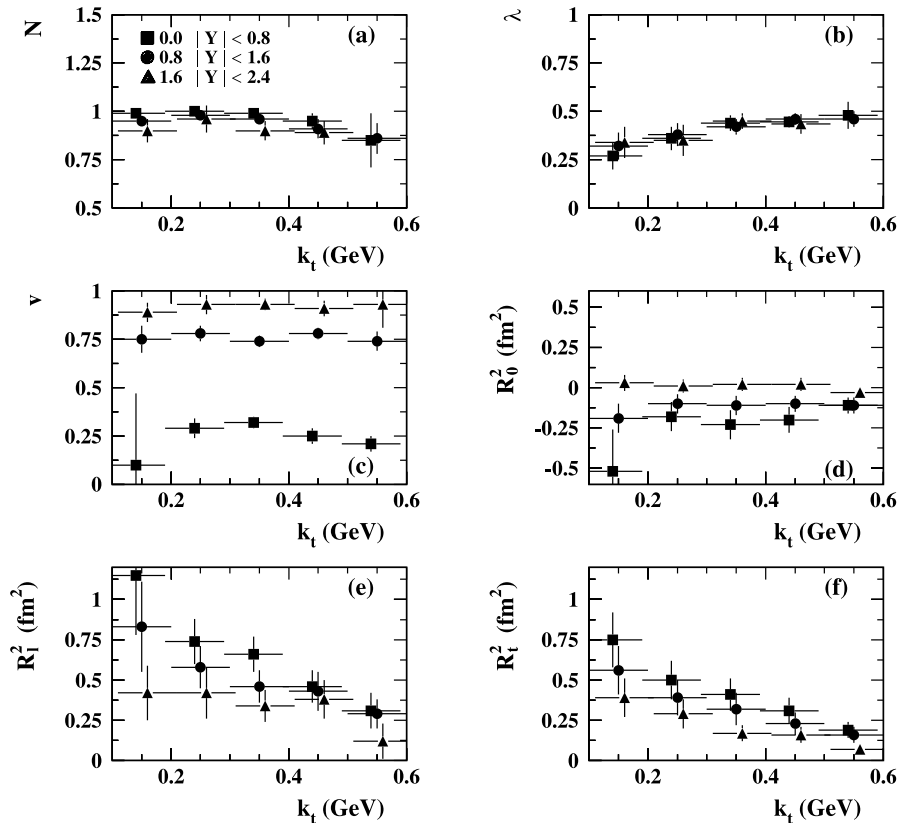 N
1.5
1.25
1
0.75
0.5
(a)
0.0 | Y | < 0.8
0.8 | Y | < 1.6
1.6 | Y | < 2.4
0.2 0.4 0.6
k_t (GeV)
λ
1
0.75
0.5
0.25
0
(b)
0.2 0.4 0.6
k_t (GeV)
v
1
0.75
0.5
0.25
0
(c)
0.2 0.4 0.6
k_t (GeV)
R_0^2 (fm^2)
0.5
0.25
0
-0.25
-0.5
(d)
0.2 0.4 0.6
k_t (GeV)
R_l^2 (fm^2)
1
0.75
0.5
0.25
0
(e)
0.2 0.4 0.6
k_t (GeV)
R_t^2 (fm^2)
1
0.75
0.5
0.25
0
(f)
0.2 0.4 0.6
k_t (GeV)